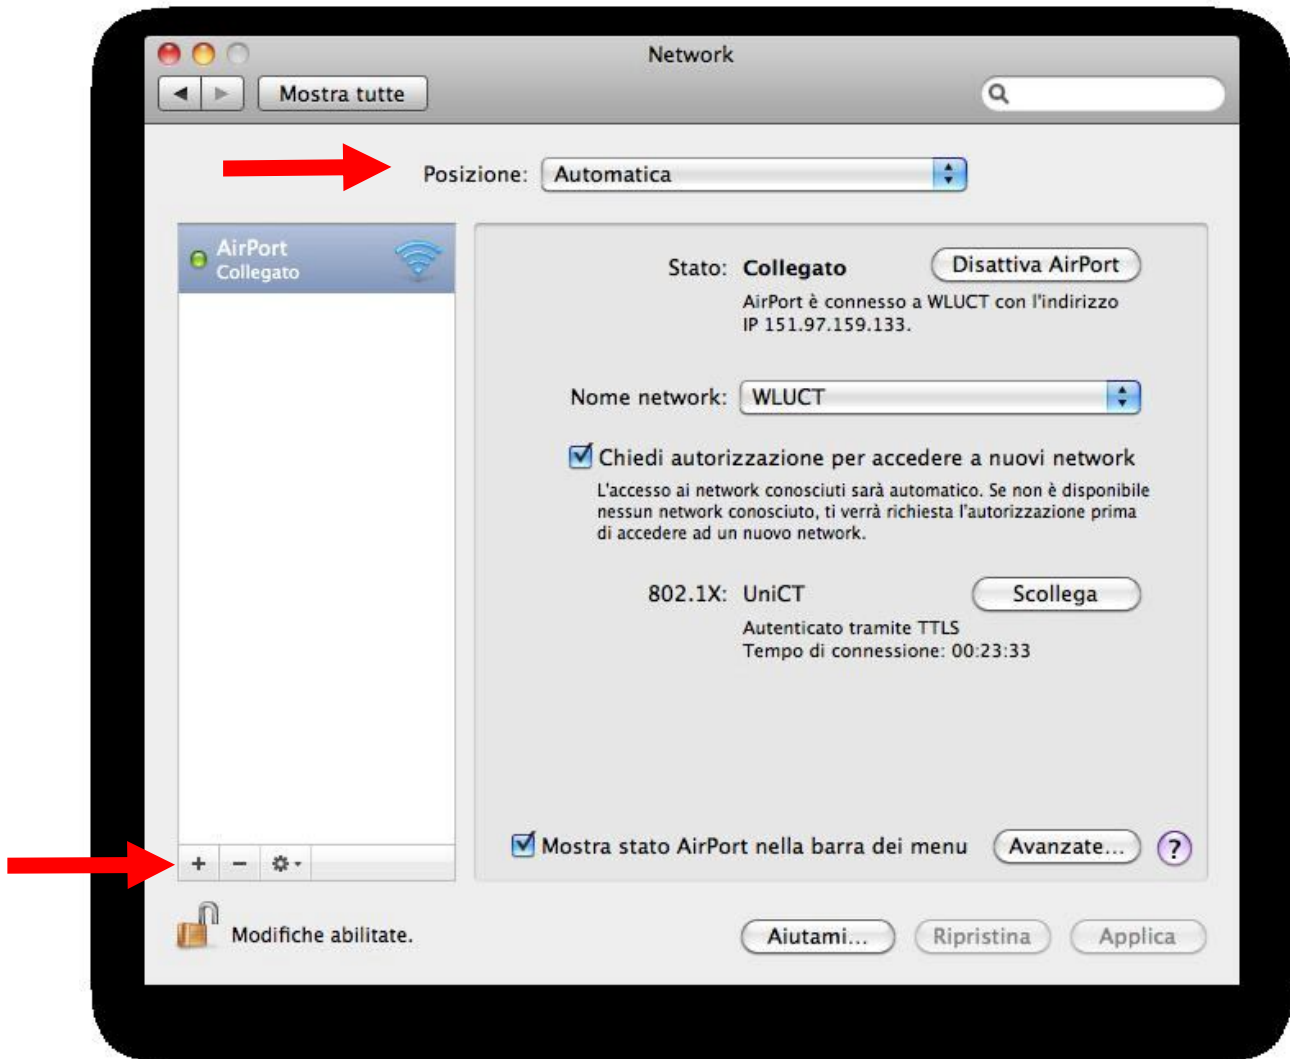 Network
Mostra tutte
Posizione: Automatica
AirPort
Collegato
Stato: Collegato Disattiva AirPort
AirPort è connesso a WLUCT con l'indirizzo
IP 151.97.159.133.
Nome network: WLUCT
Chiedi autorizzazione per accedere a nuovi network
L'accesso ai network conosciuti sarà automatico. Se non è disponibile
nessun network conosciuto, ti verrà richiesta l'autorizzazione prima
di accedere ad un nuovo network.
802.1X: UniCT Scollega
Autenticato tramite TTLS
Tempo di connessione: 00:23:33
Mostra stato AirPort nella barra dei menu Avanzate... ?
+ −
Modifiche abilitate.
Aiutami... Ripristina Applica